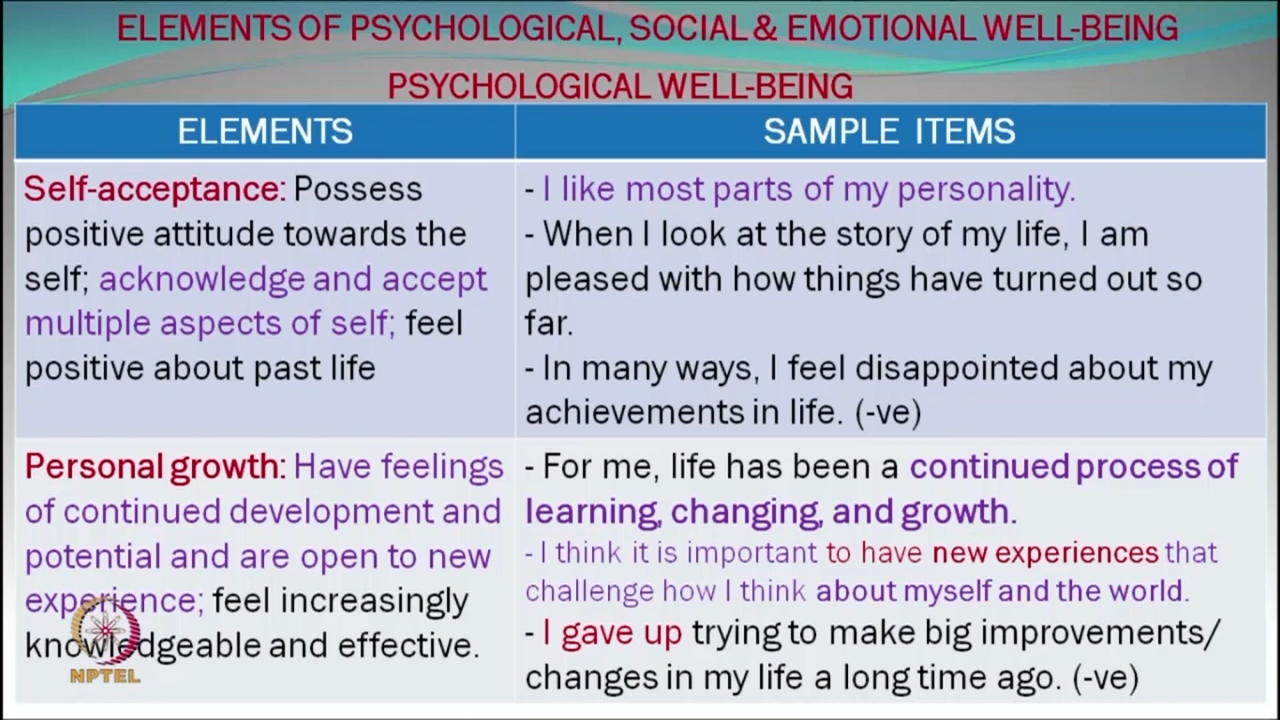 ELEMENTS OF PSYCHOLOGICAL, SOCIAL & EMOTIONAL WELL-BEING
PSYCHOLOGICAL WELL-BEING
ELEMENTS
SAMPLE ITEMS
Self-acceptance: Possess
positive attitude towards the
self; acknowledge and accept
multiple aspects of self; feel
positive about past life
- I like most parts of my personality.
- When I look at the story of my life, I am
pleased with how things have turned out so
far.
- In many ways, I feel disappointed about my
achievements in life. (-ve)
Personal growth: Have feelings
of continued development and
potential and are open to new
experience; feel increasingly
knowledgeable and effective.
- For me, life has been a continued process of
learning, changing, and growth.
- I think it is important to have new experiences that
challenge how I think about myself and the world.
- I gave up trying to make big improvements/
changes in my life a long time ago. (-ve)
NPTEL